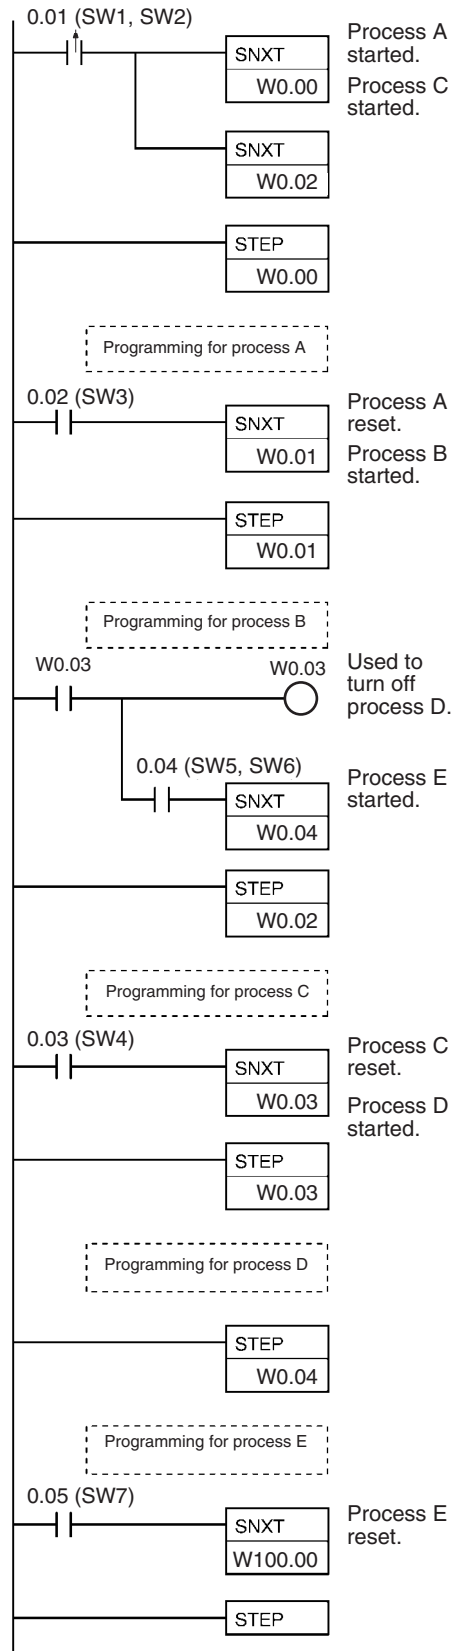 0.01 (SW1, SW2)
SNXT
W0.00
Process A
started.
Process C
started.
SNXT
W0.02
STEP
W0.00
Programming for process A
0.02 (SW3)
SNXT
W0.01
Process A
reset.
Process B
started.
STEP
W0.01
Programming for process B
W0.03
W0.03
Used to
turn off
process D.
0.04 (SW5, SW6)
SNXT
W0.04
Process E
started.
STEP
W0.02
Programming for process C
0.03 (SW4)
SNXT
W0.03
Process C
reset.
Process D
started.
STEP
W0.03
Programming for process D
STEP
W0.04
Programming for process E
0.05 (SW7)
SNXT
W100.00
Process E
reset.
STEP